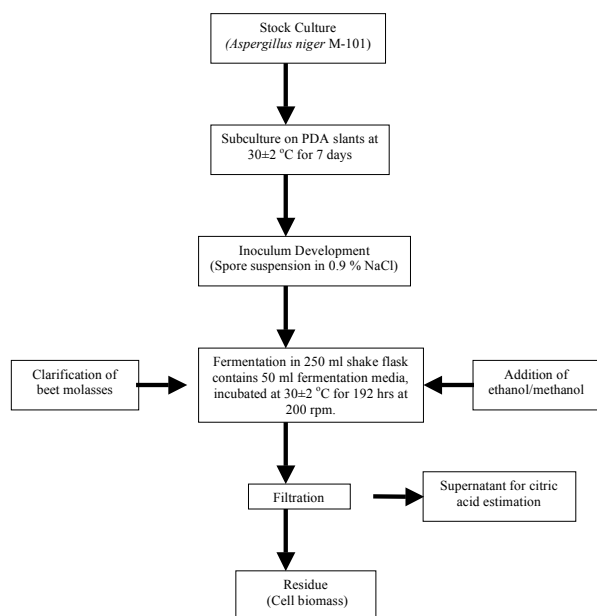 Stock Culture
(Aspergillus niger M-101)
Subculture on PDA slants at
30±2 °C for 7 days
Inoculum Development
(Spore suspension in 0.9 % NaCl)
Clarification of
beet molasses
Fermentation in 250 ml shake flask
contains 50 ml fermentation media,
incubated at 30±2 °C for 192 hrs at
200 rpm.
Addition of
ethanol/methanol
Filtration
Supernatant for citric
acid estimation
Residue
(Cell biomass)